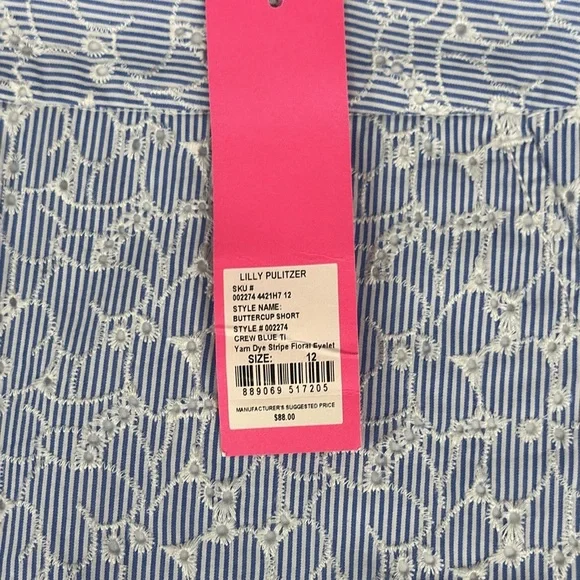 LILLY PULITZER
SKU #
002274 4421H7 12
STYLE NAME:
BUTTERCUP SHORT
STYLE # 002274
CREW BLUE TI
Yarn Dye Stripe Floral Eyelet
SIZE: 12
889069 517205
MANUFACTURER'S SUGGESTED PRICE
$88.00